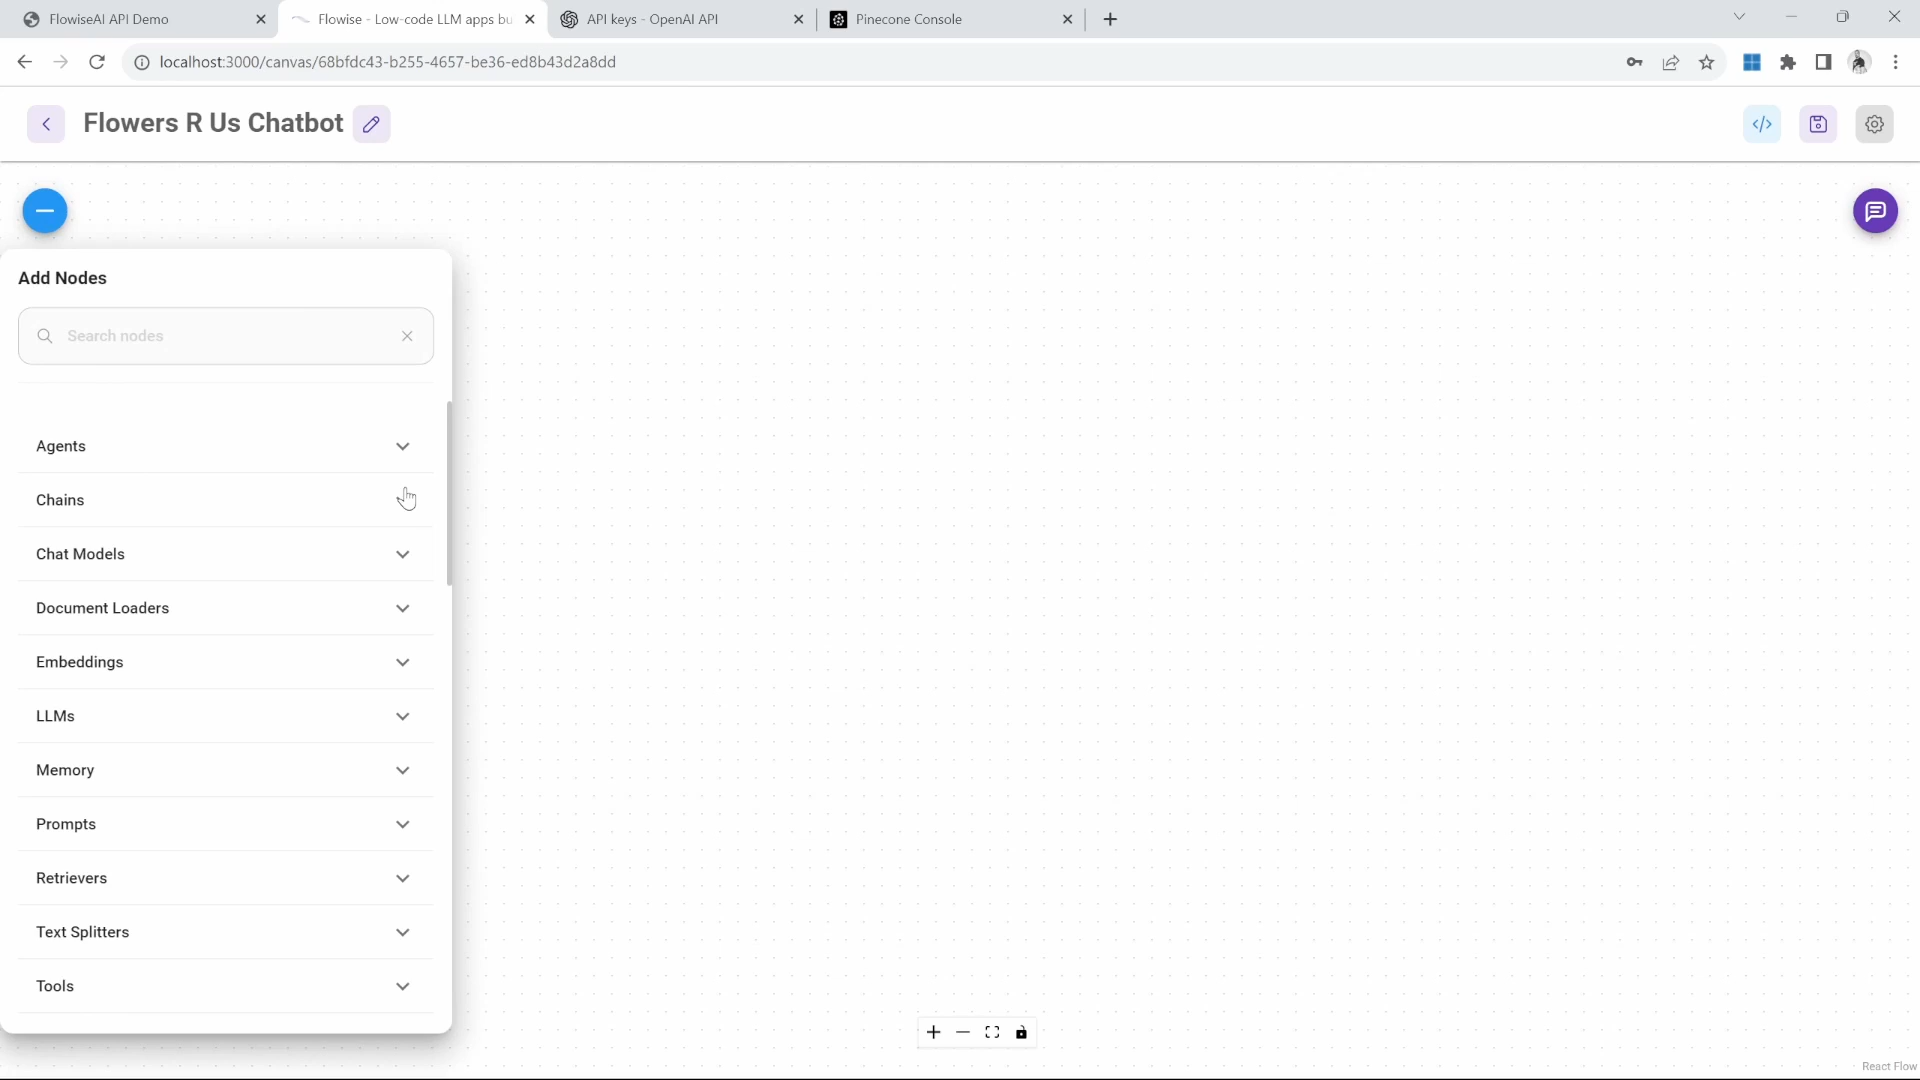 FlowiseAI API Demo
Flowise - Low-code LLM apps bu
API keys - OpenAI API
Pinecone Console
localhost:3000/canvas/68bfdc43-b255-4657-be36-ed8b43d2a8dd
Flowers R Us Chatbot
Add Nodes
Search nodes
Agents
Chains
Chat Models
Document Loaders
Embeddings
LLMs
Memory
Prompts
Retrievers
Text Splitters
Tools
React Flow